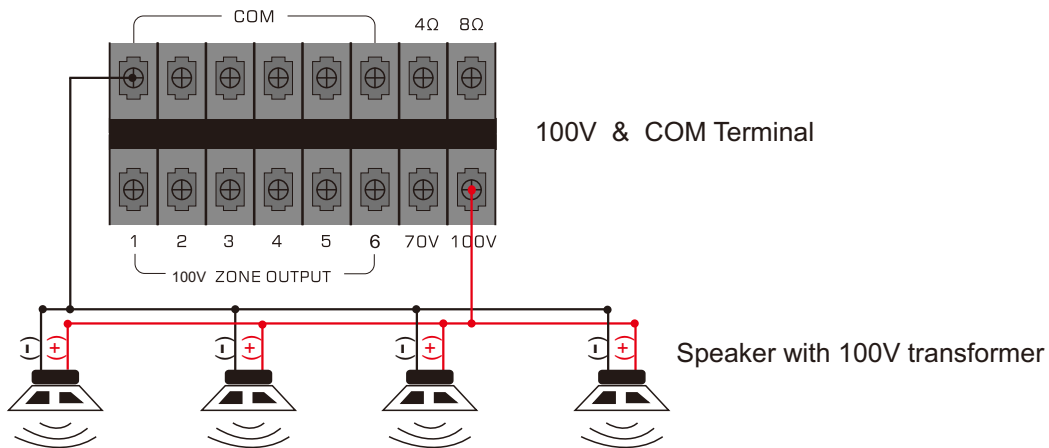 COM 4Ω 8Ω
100V & COM Terminal
1 2 3 4 5 6 70V 100V
100V ZONE OUTPUT
(-) (+) (-) (+) (-) (+) (-) (+)
Speaker with 100V transformer